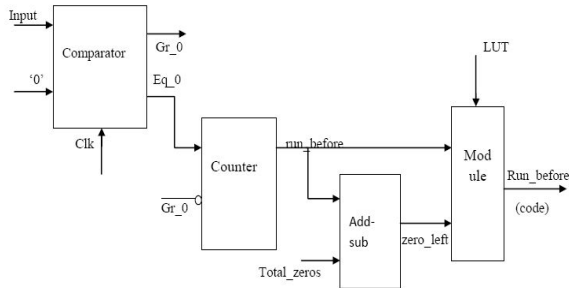 Input
Comparator
Gr_0
'0'
Eq_0
Clk
LUT
run_before
Counter
Gr_0
Mod
ule
Run_before
(code)
Add-
sub
zero_left
Total_zeros